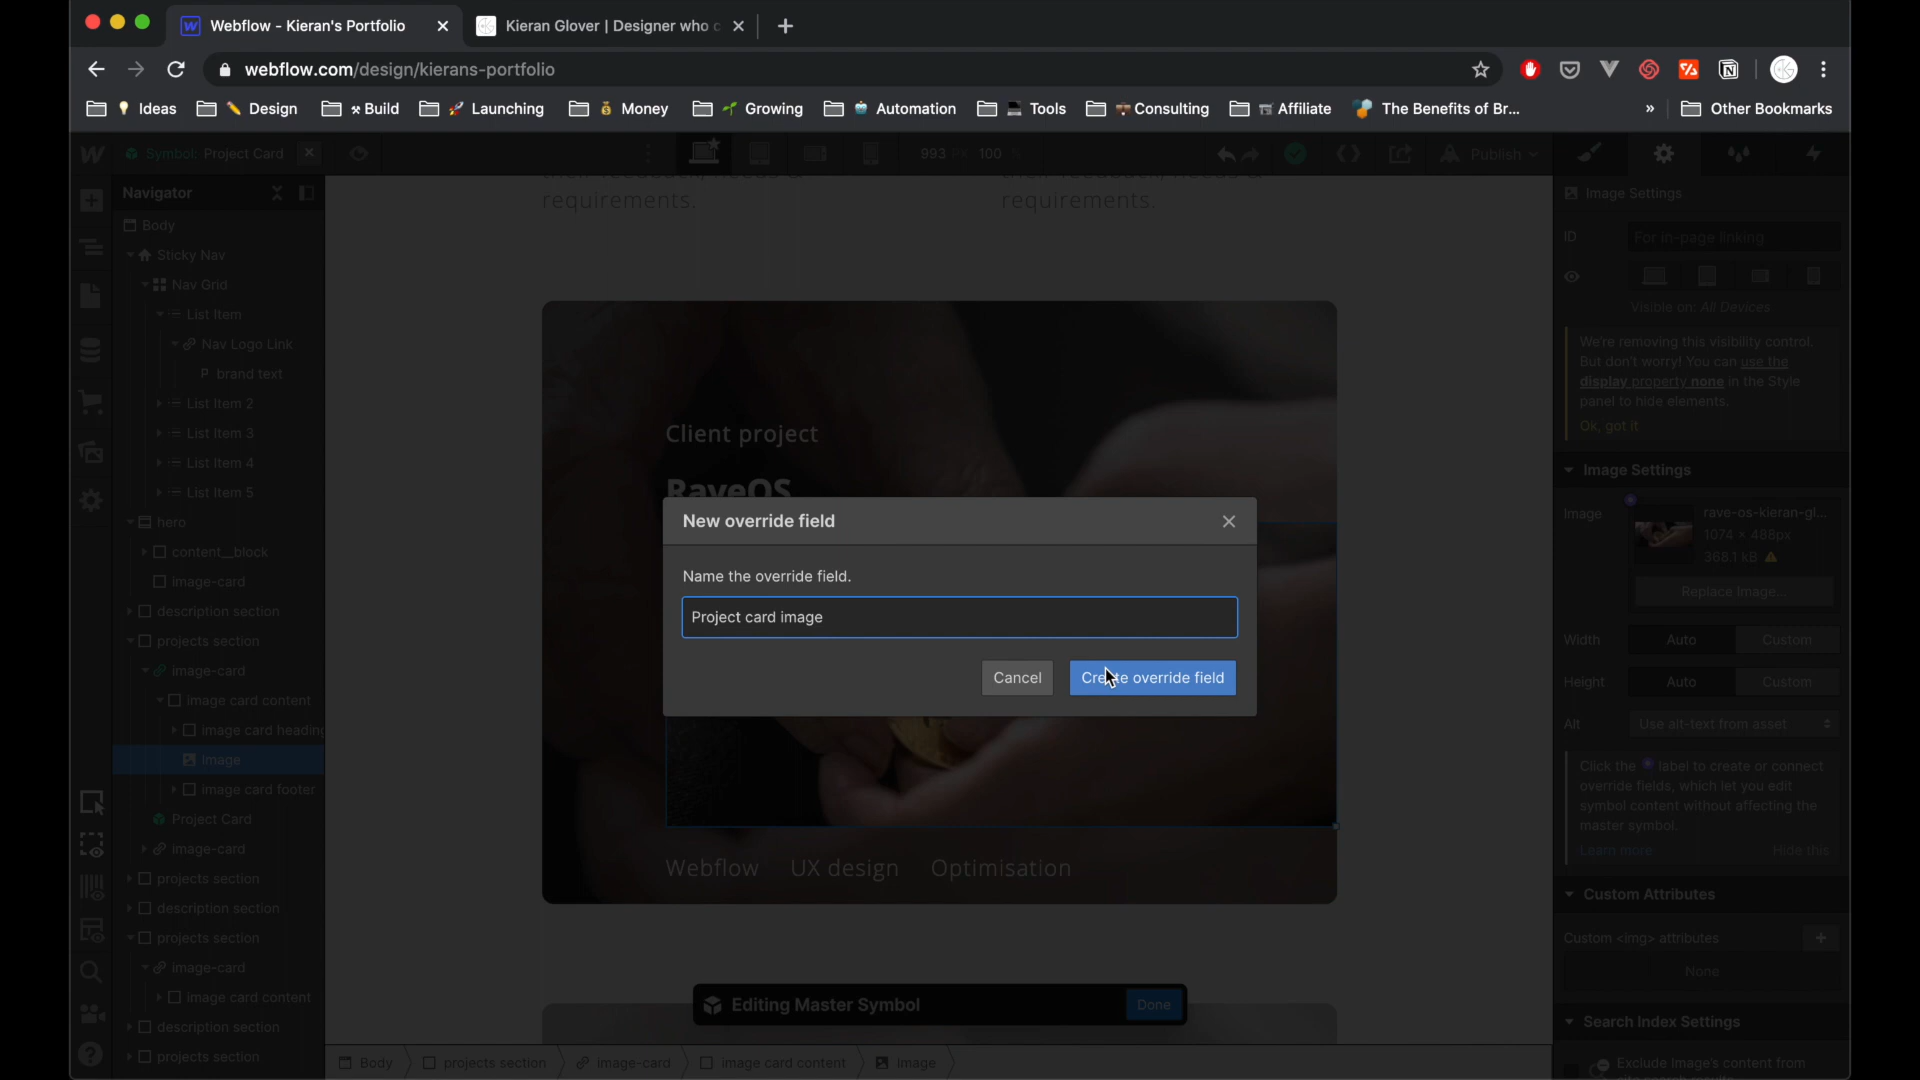 Webflow - Kieran's Portfolio
Kieran Glover | Designer who c
webflow.com/design/kierans-portfolio
Ideas
Design
Build
Launching
Money
Growing
Automation
Tools
Consulting
Affiliate
The Benefits of Br...
»
Other Bookmarks
Symbol: Project Card
993 PX 100
Publish
Navigator
Body
Sticky Nav
Nav Grid
List Item
Nav Logo Link
brand text
List Item 2
List Item 3
List Item 4
List Item 5
hero
content__block
image-card
description section
projects section
image-card
image card content
image card heading
Image
image card footer
Project Card
image-card
projects section
description section
projects section
image-card
image card content
description section
projects section
requirements.
requirements.
Client project
RaveOS
New override field
Name the override field.
Project card image
Cancel
Create override field
Webflow UX design Optimisation
Editing Master Symbol
Done
Body
projects section
image-card
image card content
Image
Image Settings
ID
For in-page linking
Visible on: All Devices
We're removing this visibility control.
But don't worry! You can use the
display property none in the Style
panel to hide elements.
Ok, got it
Image Settings
Image
rave-os-kieran-gl...
1074 × 488px
368.1 kB
Replace Image...
Width
Auto
Custom
Height
Auto
Custom
Alt
Use alt-text from asset
Click the label to create or connect
override fields, which let you edit
symbol content without affecting the
master symbol.
Learn more
Hide this
Custom Attributes
Custom <img> attributes
None
Search Index Settings
Exclude Image's content from